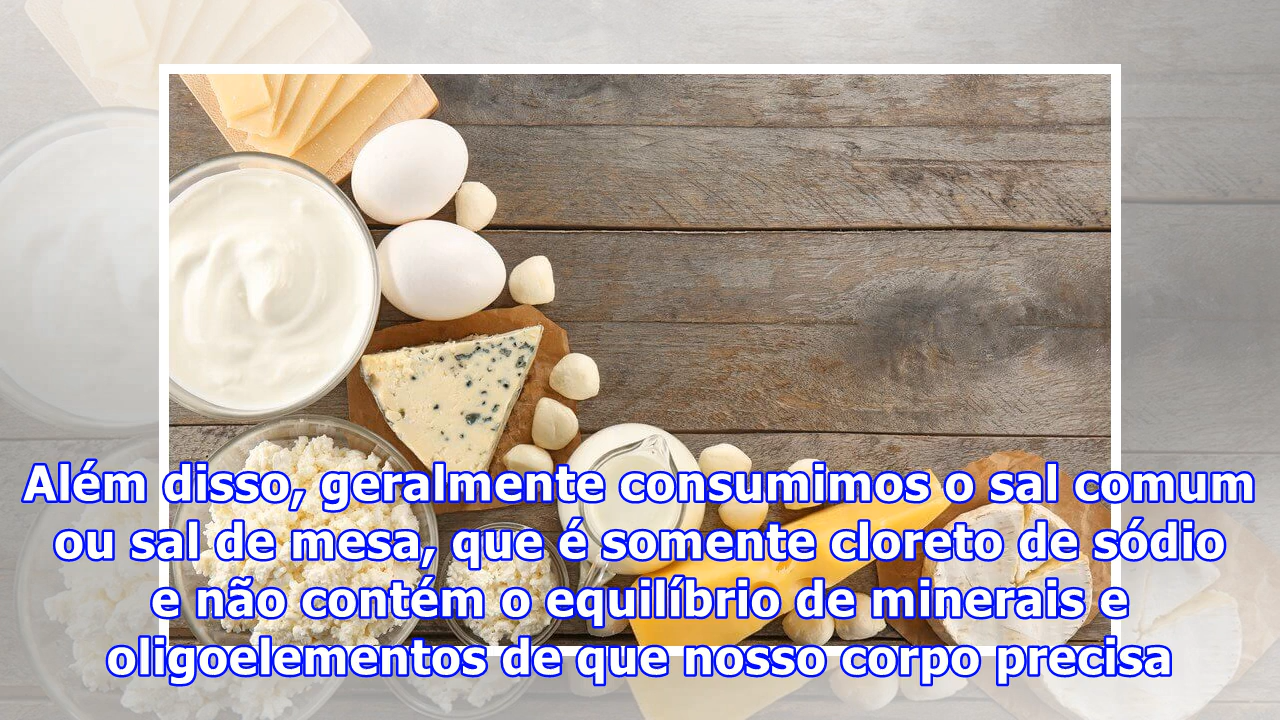 Além disso, geralmente consumimos o sal comum
ou sal de mesa, que é somente cloreto de sódio
e não contém o equilíbrio de minerais e
oligoelementos de que nosso corpo precisa